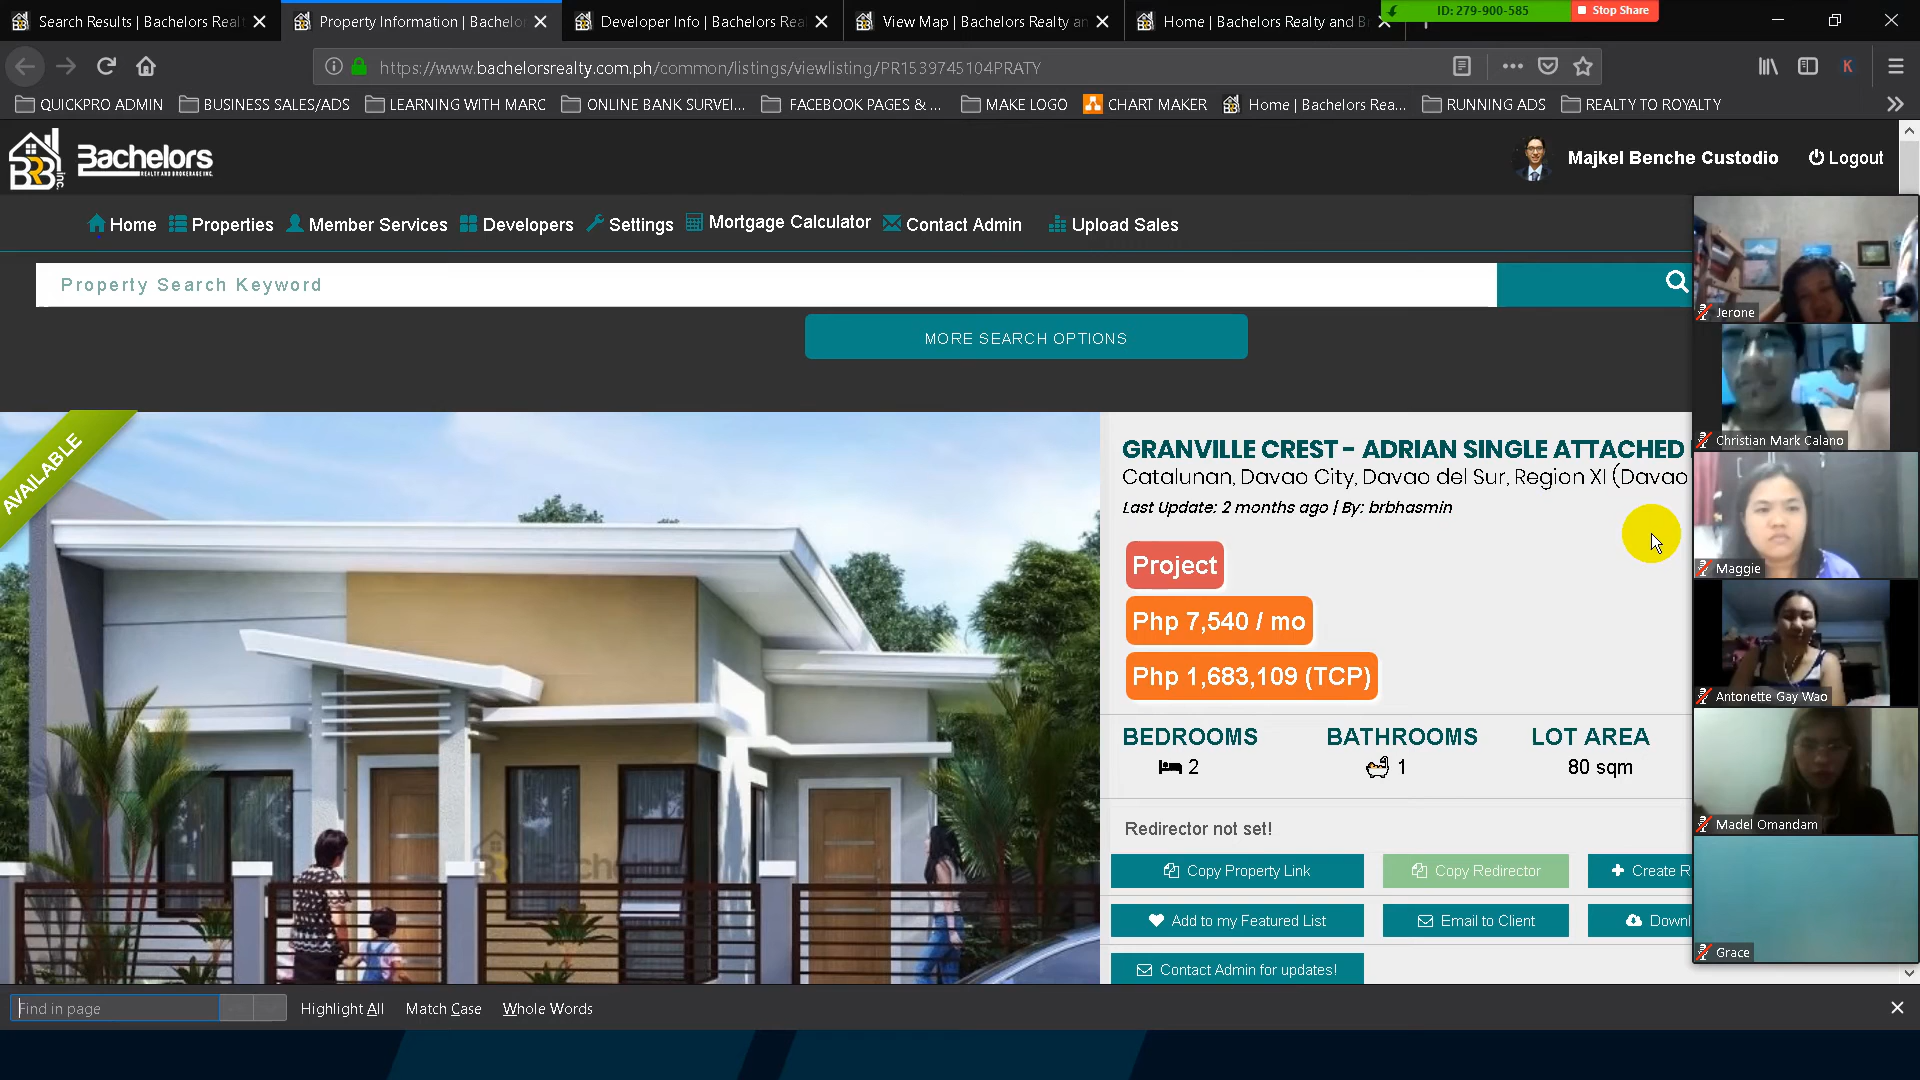 Search Results | Bachelors Realt
Property Information | Bachelo
Developer Info | Bachelors Rea
View Map | Bachelors Realty an
Home | Bachelors Realty and B
ID: 279-900-585
Stop Share
https://www.bachelorsrealty.com.ph/common/listings/viewlisting/PR1539745104PRATY
K
QUICKPRO ADMIN
BUSINESS SALES/ADS
LEARNING WITH MARC
ONLINE BANK SURVEI...
FACEBOOK PAGES & ...
MAKE LOGO
CHART MAKER
Home | Bachelors Rea...
RUNNING ADS
REALTY TO ROYALTY
BRB inc.
Bachelors
REALTY AND BROKERAGE INC.
Majkel Benche Custodio
Logout
Home
Properties
Member Services
Developers
Settings
Mortgage Calculator
Contact Admin
Upload Sales
Property Search Keyword
MORE SEARCH OPTIONS
AVAILABLE
GRANVILLE CREST - ADRIAN SINGLE ATTACHED
Catalunan, Davao City, Davao del Sur, Region XI (Davao
Last Update: 2 months ago | By: brbhasmin
Project
Php 7,540 / mo
Php 1,683,109 (TCP)
BEDROOMS
BATHROOMS
LOT AREA
2
1
80 sqm
Redirector not set!
Copy Property Link
Copy Redirector
Create R
Add to my Featured List
Email to Client
Downl
Contact Admin for updates!
Jerone
Christian Mark Calano
Maggie
Antonette Gay Wao
Madel Omandam
Grace
Find in page
Highlight All
Match Case
Whole Words